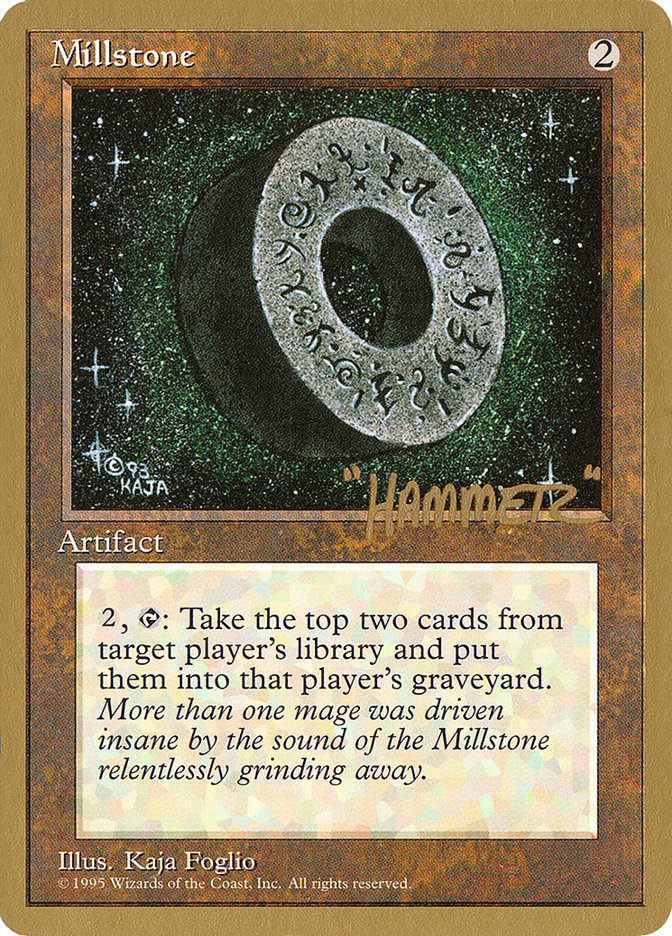 Millstone
2
© 93
KAJA
"HAMMER"
Artifact
2, : Take the top two cards from
target player's library and put
them into that player's graveyard.
More than one mage was driven
insane by the sound of the Millstone
relentlessly grinding away.
Illus. Kaja Foglio
© 1995 Wizards of the Coast, Inc. All rights reserved.